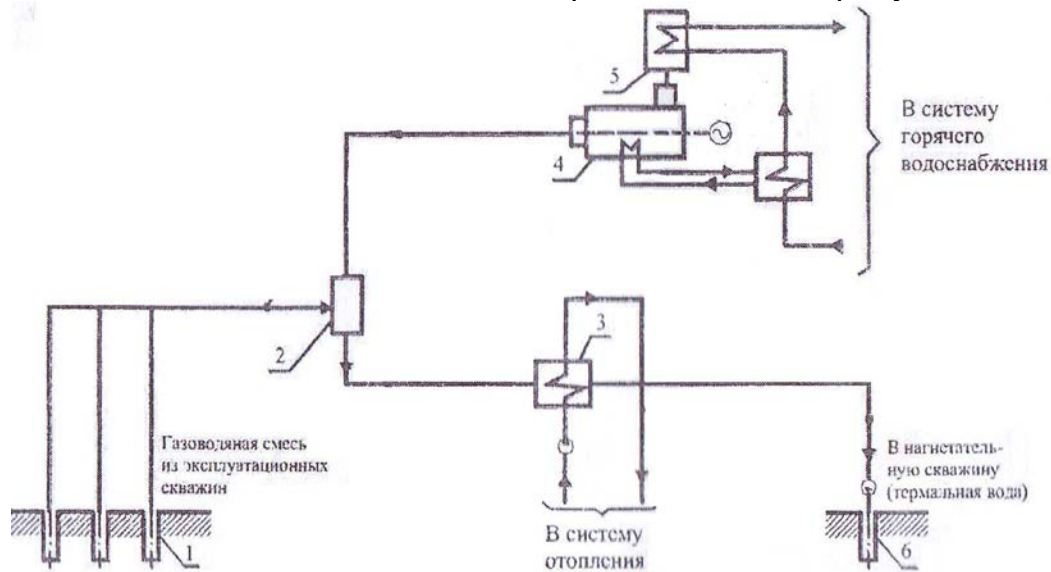 5
4
В систему
горячего
водоснабжения
2
3
Газоводяная смесь
из эксплуатационных
скважин
1
В систему
отопления
В нагнетатель-
ную скважину
(термальная вода)
6